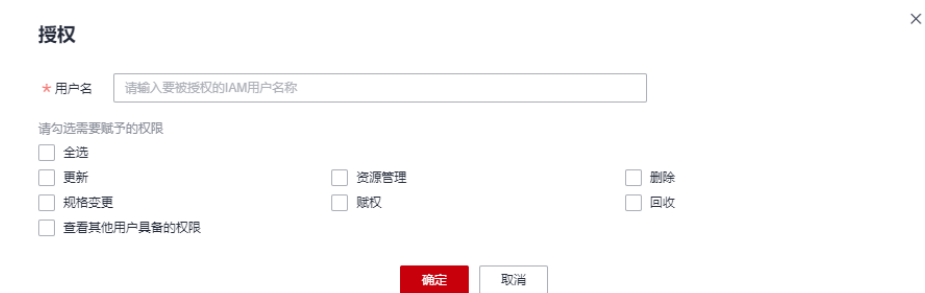 授权
* 用户名 请输入要被授权的IAM用户名称
请勾选需要赋予的权限
全选
更新 资源管理 删除
规格变更 赋权 回收
查看其他用户具备的权限
确定 取消